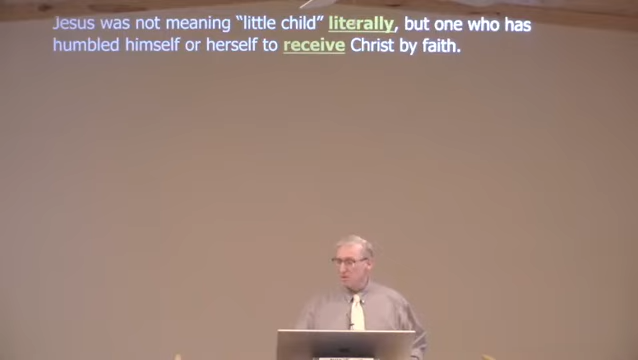 Jesus was not meaning “little child” literally, but one who has
humbled himself or herself to receive Christ by faith.